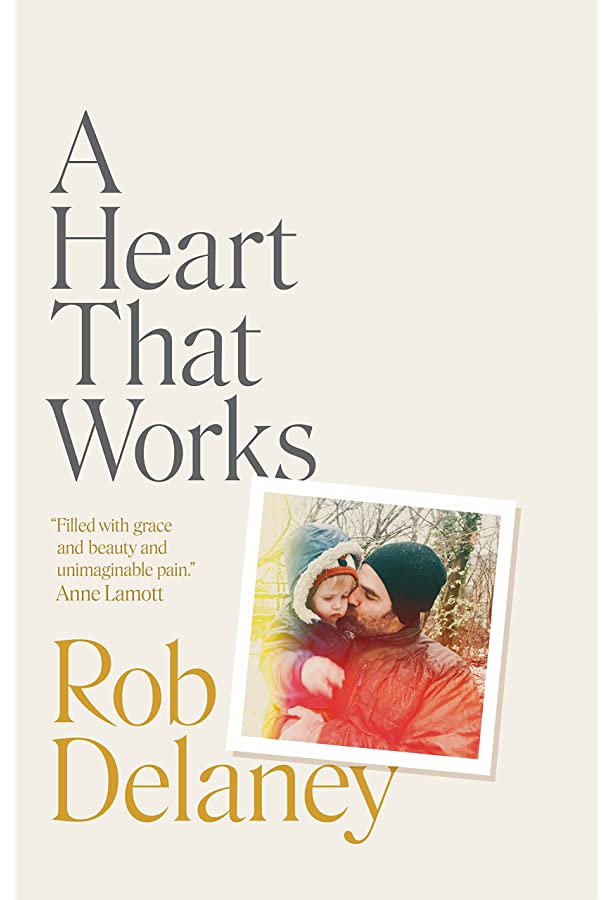 A
Heart
That
Works
“Filled with grace
and beauty and
unimaginable pain.”
Anne Lamott
Rob
Delaney